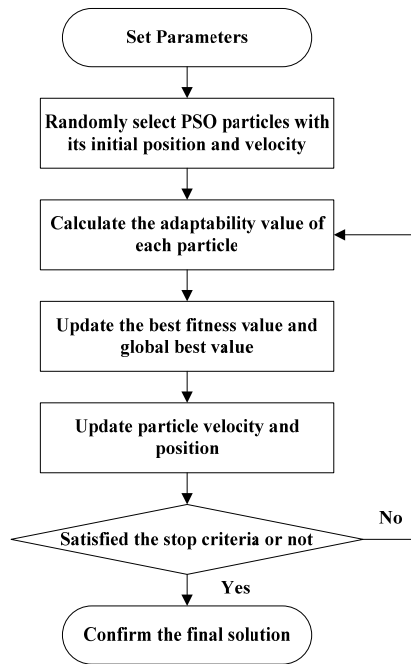 Set Parameters
Randomly select PSO particles with
its initial position and velocity
Calculate the adaptability value of
each particle
Update the best fitness value and
global best value
Update particle velocity and
position
Satisfied the stop criteria or not
No
Yes
Confirm the final solution